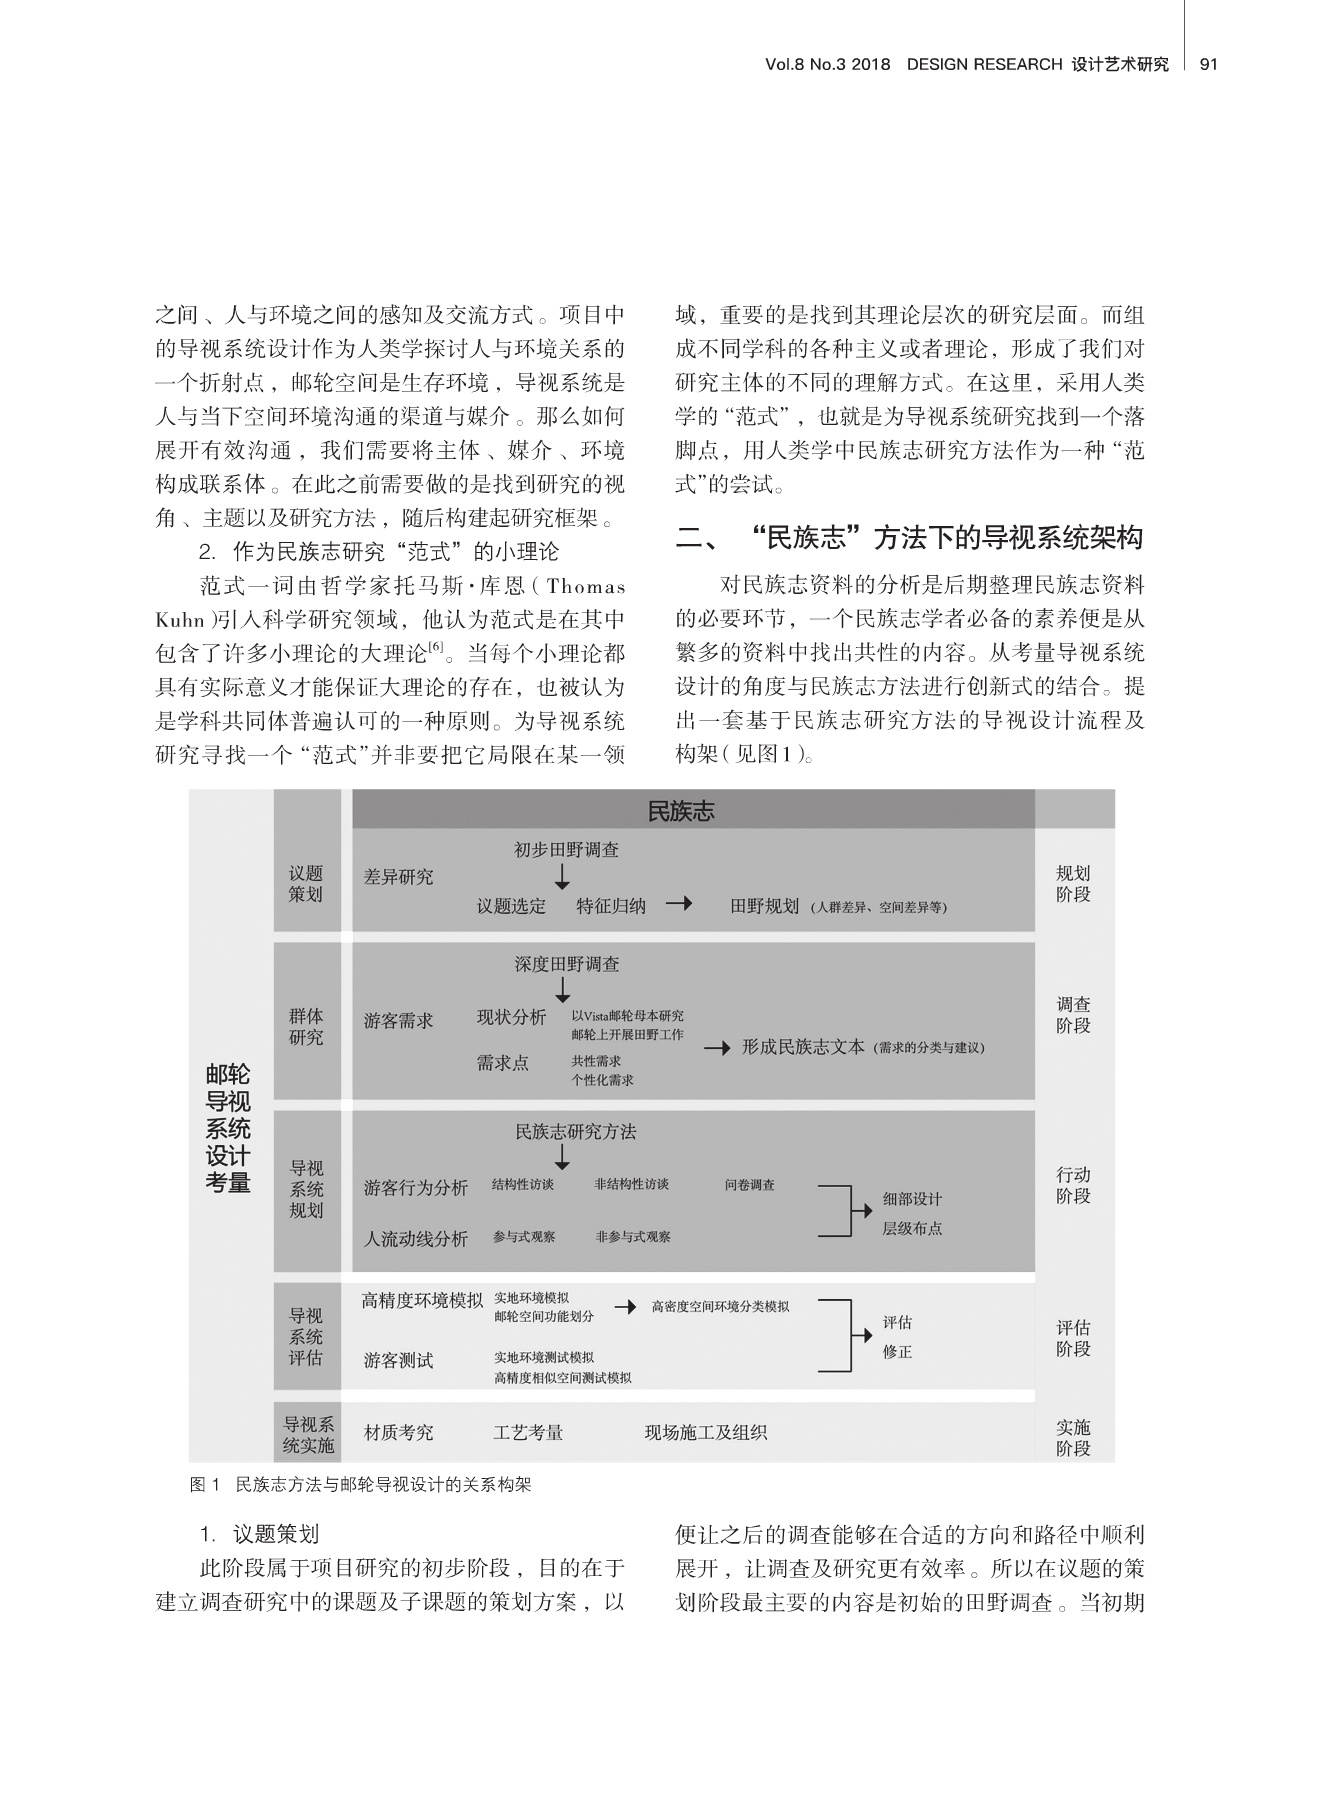 Vol.8 No.3 2018 DESIGN RESEARCH 设计艺术研究 91
之间、人与环境之间的感知及交流方式。项目中
的导视系统设计作为人类学探讨人与环境关系的
一个折射点，邮轮空间是生存环境，导视系统是
人与当下空间环境沟通的渠道与媒介。那么如何
展开有效沟通，我们需要将主体、媒介、环境
构成联系体。在此之前需要做的是找到研究的视
角、主题以及研究方法，随后构建起研究框架。
2. 作为民族志研究“范式”的小理论
范式一词由哲学家托马斯·库恩（Thomas
Kuhn）引入科学研究领域，他认为范式是在其中
包含了许多小理论的大理论[6]。当每个小理论都
具有实际意义才能保证大理论的存在，也被认为
是学科共同体普遍认可的一种原则。为导视系统
研究寻找一个“范式”并非要把它局限在某一领
域，重要的是找到其理论层次的研究层面。而组
成不同学科的各种主义或者理论，形成了我们对
研究主体的不同的理解方式。在这里，采用人类
学的“范式”，也就是为导视系统研究找到一个落
脚点，用人类学中民族志研究方法作为一种“范
式”的尝试。
二、“民族志”方法下的导视系统架构
对民族志资料的分析是后期整理民族志资料
的必要环节，一个民族志学者必备的素养便是从
繁多的资料中找出共性的内容。从考量导视系统
设计的角度与民族志方法进行创新式的结合。提
出一套基于民族志研究方法的导视设计流程及
构架（见图1）。
邮轮
导视
系统
设计
考量
民族志
议题
策划
差异研究
初步田野调查
议题选定 特征归纳 → 田野规划（人群差异、空间差异等）
规划
阶段
群体
研究
游客需求
深度田野调查
现状分析
以Vista邮轮母本研究
邮轮上开展田野工作
需求点
共性需求
个性化需求
→ 形成民族志文本（需求的分类与建议）
调查
阶段
导视
系统
规划
民族志研究方法
游客行为分析 结构性访谈 非结构性访谈 问卷调查
人流动线分析 参与式观察 非参与式观察
细部设计
层级布点
行动
阶段
导视
系统
评估
高精度环境模拟
实地环境模拟
邮轮空间功能划分
→ 高密度空间环境分类模拟
游客测试
实地环境测试模拟
高精度相似空间测试模拟
评估
修正
评估
阶段
导视系
统实施
材质考究 工艺考量 现场施工及组织
实施
阶段
图 1 民族志方法与邮轮导视设计的关系构架
1. 议题策划
此阶段属于项目研究的初步阶段，目的在于
建立调查研究中的课题及子课题的策划方案，以
便让之后的调查能够在合适的方向和路径中顺利
展开，让调查及研究更有效率。所以在议题的策
划阶段最主要的内容是初始的田野调查。当初期